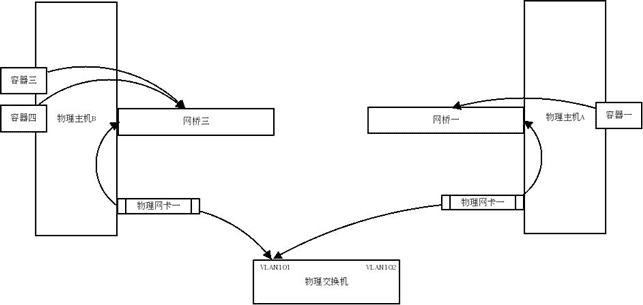 容器三
容器四
物理主机B
网桥三
物理网卡一
网桥一
物理主机A
容器一
物理网卡一
VLAN101
VLAN102
物理交换机